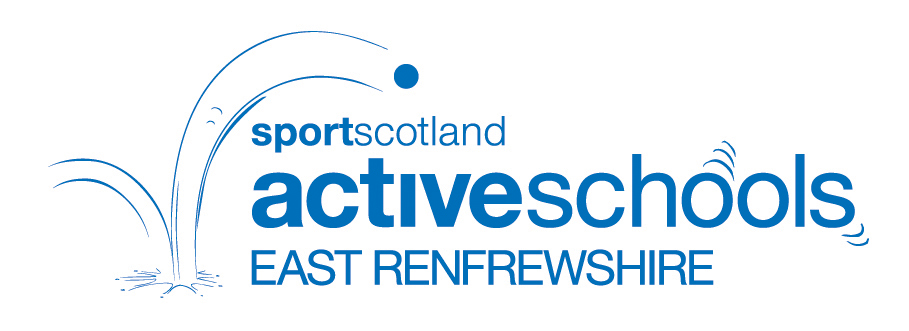 sportscotland
activeschools
EAST RENFREWSHIRE